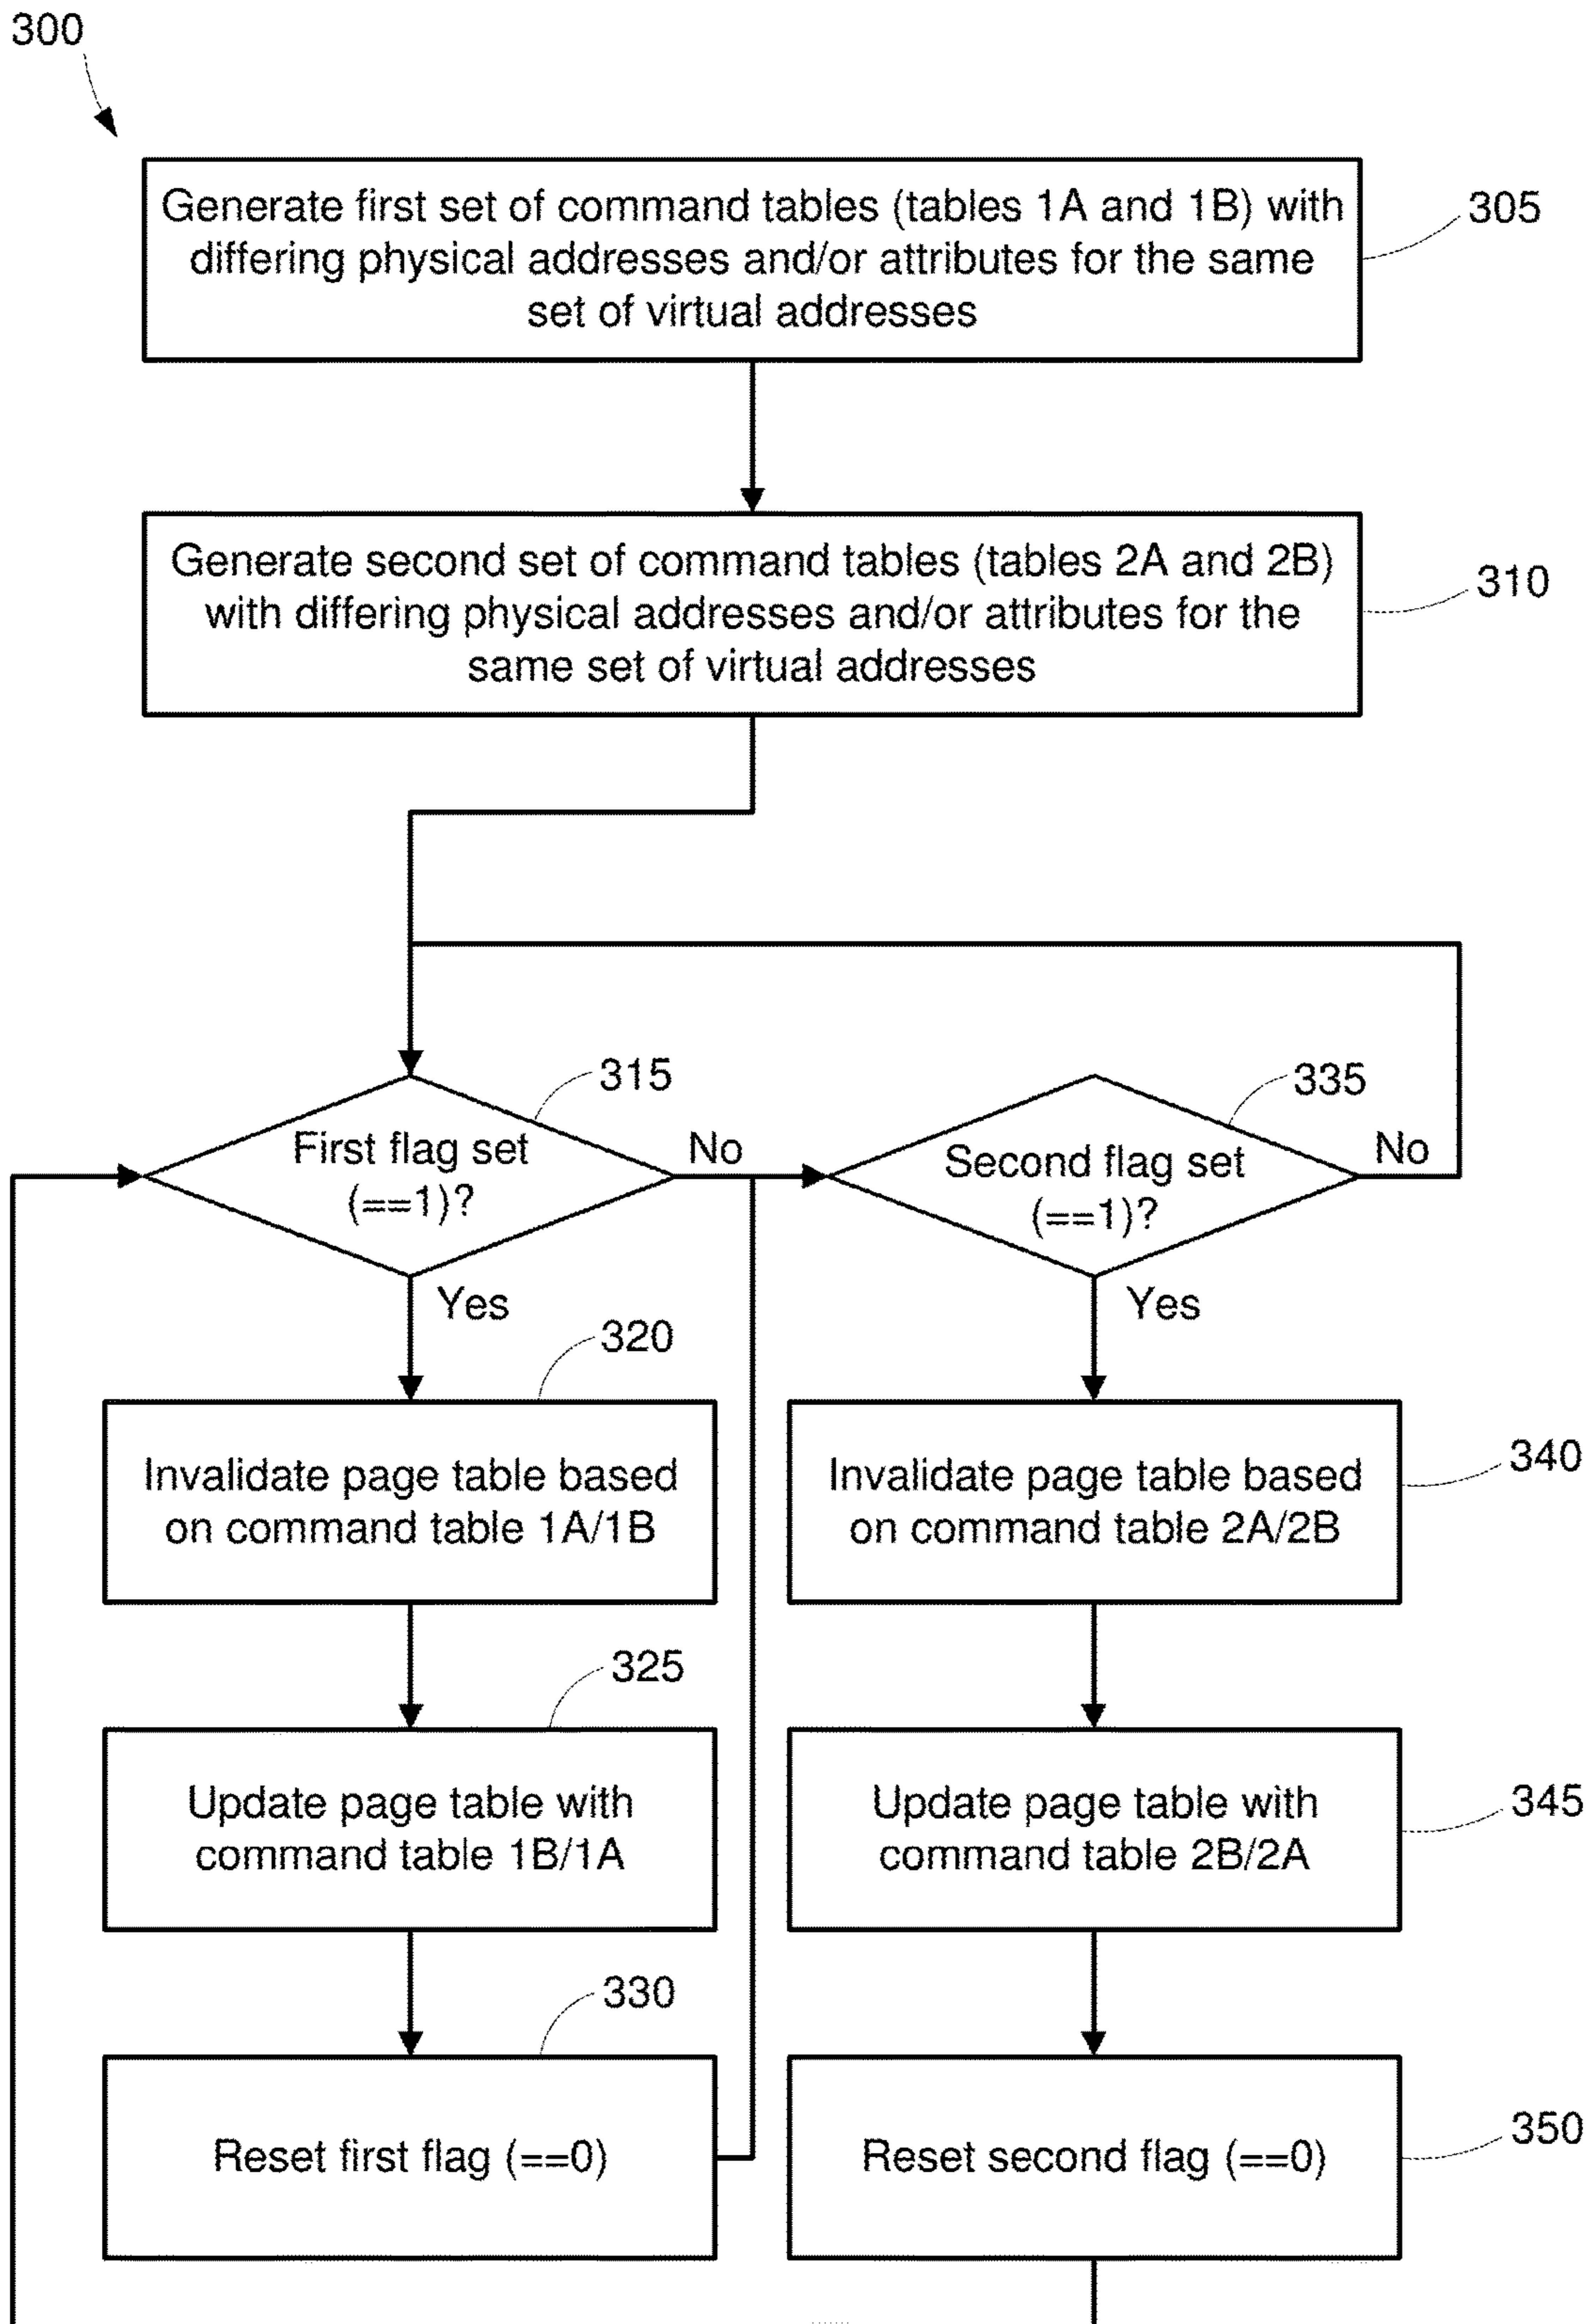 300
Generate first set of command tables (tables 1A and 1B) with
differing physical addresses and/or attributes for the same
set of virtual addresses
305
Generate second set of command tables (tables 2A and 2B)
with differing physical addresses and/or attributes for the
same set of virtual addresses
310
315
First flag set
(==1)?
No
Yes
335
Second flag set
(==1)?
No
Yes
320
Invalidate page table based
on command table 1A/1B
340
Invalidate page table based
on command table 2A/2B
325
Update page table with
command table 1B/1A
345
Update page table with
command table 2B/2A
330
Reset first flag (==0)
350
Reset second flag (==0)